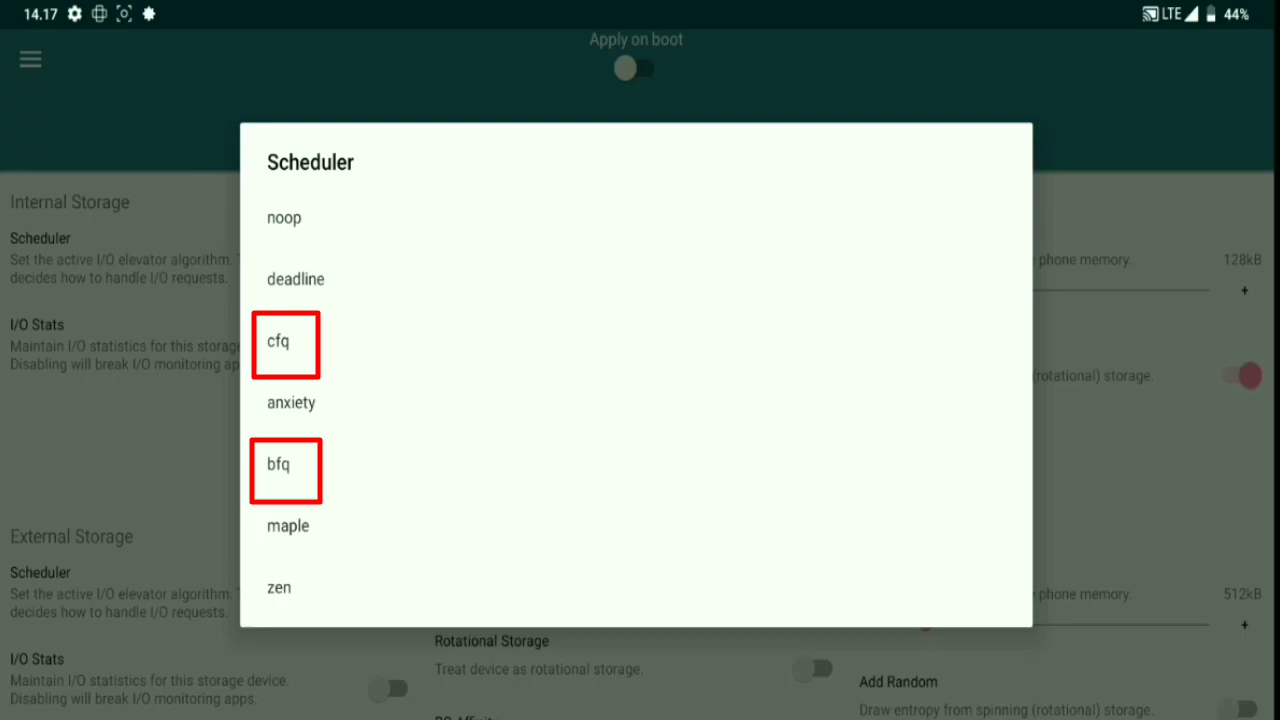 14.17
LTE
44%
Apply on boot
Scheduler
noop
deadline
cfq
anxiety
bfq
maple
zen
Internal Storage
Scheduler
Set the active I/O elevator algorithm.
decides how to handle I/O requests.
I/O Stats
Maintain I/O statistics for this storage
Disabling will break I/O monitoring
phone memory.
128kB
+
(rotational) storage.
External Storage
Scheduler
Set the active I/O elevator algorithm.
decides how to handle I/O requests.
I/O Stats
Maintain I/O statistics for this storage device.
Disabling will break I/O monitoring apps.
Rotational Storage
Treat device as rotational storage.
phone memory.
512kB
+
Add Random
Draw entropy from spinning (rotational) storage.